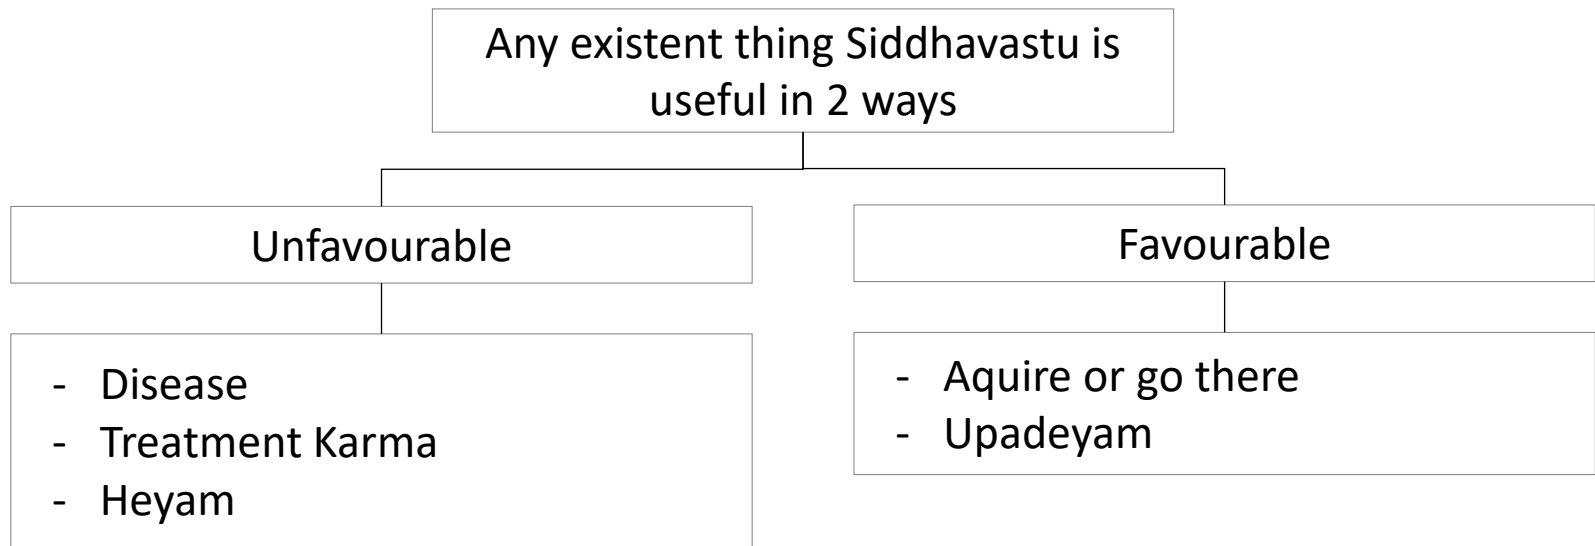 Any existent thing Siddhavastu is
useful in 2 ways
Unfavourable
Favourable
- Disease
- Treatment Karma
- Heyam
- Aquire or go there
- Upadeyam